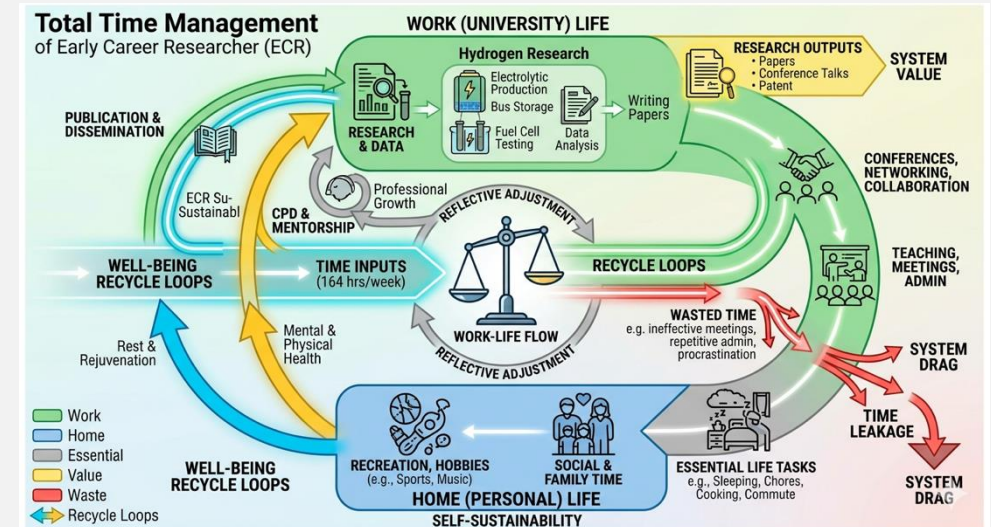 Total Time Management
of Early Career Researcher (ECR)
WORK (UNIVERSITY) LIFE
Hydrogen Research
Electrolytic
Production
Bus Storage
Fuel Cell
Testing
Data
Analysis
Writing
Papers
RESEARCH
& DATA
RESEARCH OUTPUTS
• Papers
• Conference Talks
• Patent
SYSTEM
VALUE
PUBLICATION &
DISSEMINATION
ECR Su-
Sustainabl
CPD &
MENTORSHIP
Professional
Growth
REFLECTIVE ADJUSTMENT
CONFERENCES,
NETWORKING,
COLLABORATION
TEACHING,
MEETINGS,
ADMIN
WELL-BEING
RECYCLE LOOPS
TIME INPUTS
(164 hrs/week)
WORK-LIFE FLOW
RECYCLE LOOPS
REFLECTIVE ADJUSTMENT
WASTED TIME
e.g. ineffective meetings,
repetitive admin,
procrastination
Rest &
Rejuvenation
Mental &
Physical
Health
SYSTEM
DRAG
TIME
LEAKAGE
SYSTEM
DRAG
Work
Home
Essential
Value
Waste
Recycle Loops
WELL-BEING
RECYCLE LOOPS
RECREATION, HOBBIES
(e.g., Sports, Music)
SOCIAL &
FAMILY TIME
ESSENTIAL LIFE TASKS
(e.g., Sleeping, Chores,
Cooking, Commute
HOME (PERSONAL) LIFE
SELF-SUSTAINABILITY